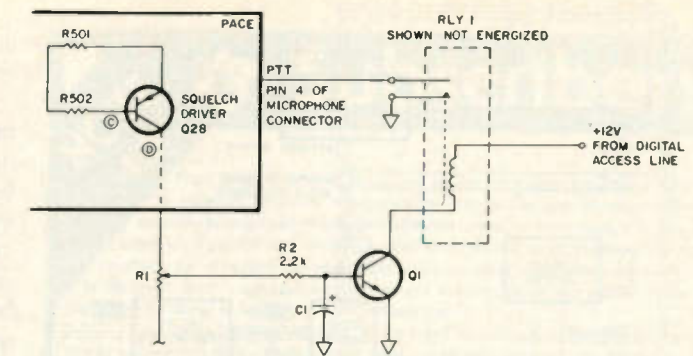 PACE
RLY 1
SHOWN NOT ENERGIZED
R501
PTT
R502
SQUELCH
DRIVER
Q28
PIN 4 OF
MICROPHONE
CONNECTOR
C
D
+12V
FROM DIGITAL
ACCESS LINE
R1
R2
2.2k
Q1
C1
+